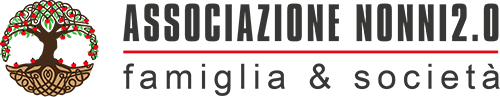 ASSOCIAZIONE NONNI2.0
famiglia & società